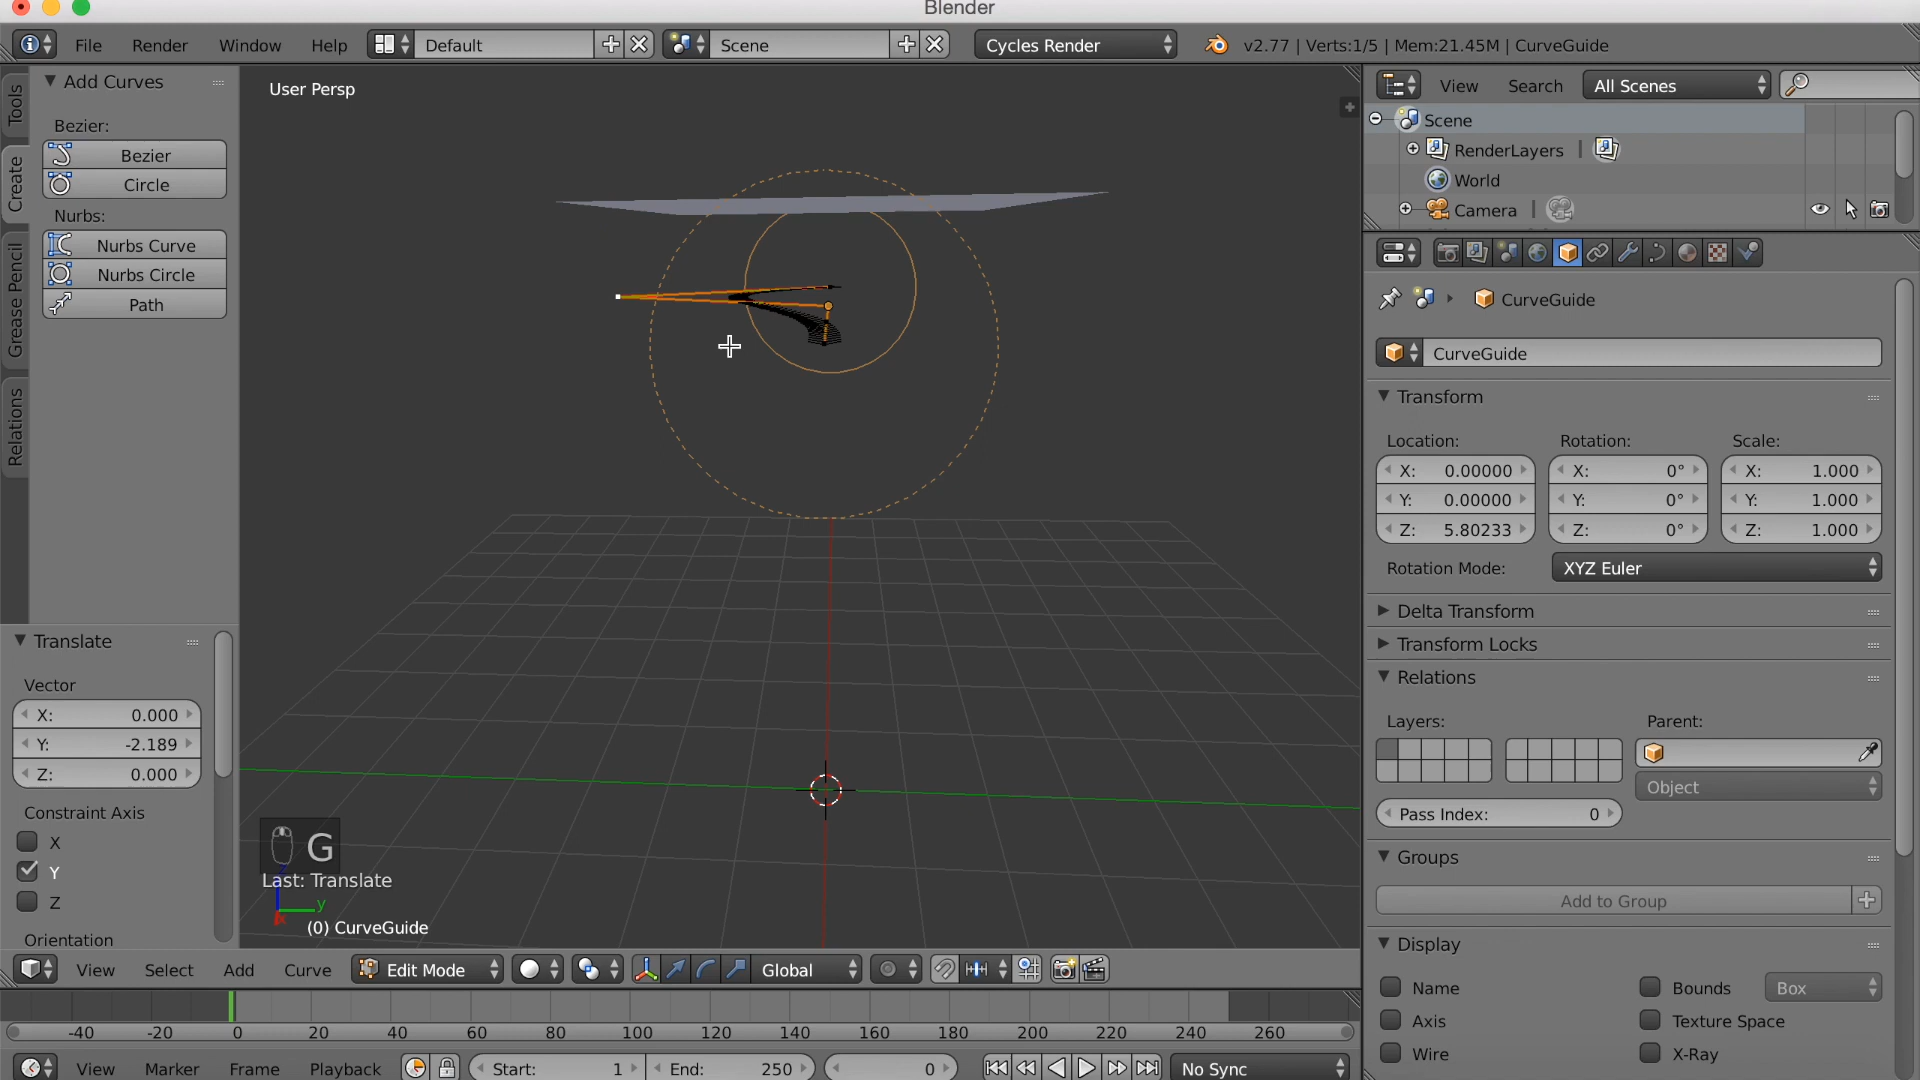 Blender
File Render Window Help Default Scene Cycles Render v2.77 | Verts:1/5 | Mem:21.45M | CurveGuide
Tools
Create
Grease Pencil
Relations
Add Curves
Bezier:
Bezier
Circle
Nurbs:
Nurbs Curve
Nurbs Circle
Path
Translate
Vector
X: 0.000
Y: -2.189
Z: 0.000
Constraint Axis
X
Y
Z
Orientation
User Persp
G
Last: Translate
y
(0) CurveGuide
View Select Add Curve Edit Mode Global
-40 -20 0 20 40 60 80 100 120 140 160 180 200 220 240 260
View Marker Frame Playback Start: 1 End: 250 0 No Sync
View Search All Scenes
Scene
RenderLayers
World
Camera
CurveGuide
CurveGuide
Transform
Location: Rotation: Scale:
X: 0.00000 X: 0° X: 1.000
Y: 0.00000 Y: 0° Y: 1.000
Z: 5.80233 Z: 0° Z: 1.000
Rotation Mode: XYZ Euler
Delta Transform
Transform Locks
Relations
Layers: Parent:
Object
Pass Index: 0
Groups
Add to Group
Display
Name Bounds Box
Axis Texture Space
Wire X-Ray